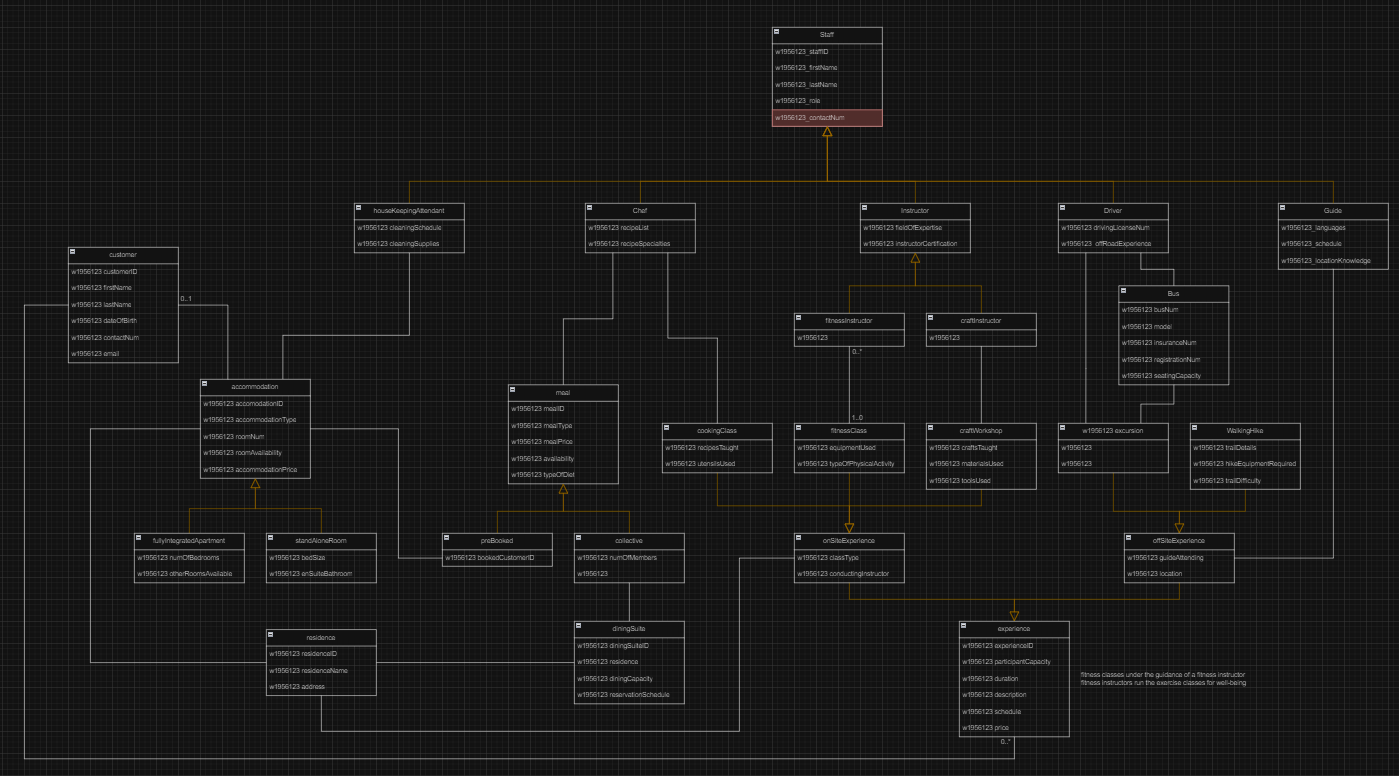 Staff
w1956123_staffID
w1956123_firstName
w1956123_lastName
w1956123_role
w1956123_contactNum
houseKeepingAttendant
w1956123 cleaningSchedule
w1956123 cleaningSupplies
Chef
w1956123 recipeList
w1956123 recipeSpecialties
Instructor
w1956123 fieldOfExpertise
w1956123 instructorCertification
Driver
w1956123 drivingLicenseNum
w1956123 _offRoadExperience
Guide
w1956123_languages
w1956123_schedule
w1956123_locationKnowledge
customer
w1956123 customerID
w1956123 firstName
w1956123 lastName
w1956123 dateOfBirth
w1956123 contactNum
w1956123 email
0..1
Bus
w1956123 busNum
w1956123 model
w1956123 insuranceNum
w1956123 registrationNum
w1956123 seatingCapacity
fitnessInstructor
w1956123
0..*
craftInstructor
w1956123
accommodation
w1956123 accomodationID
w1956123 accommodationType
w1956123 roomNum
w1956123 roomAvailability
w1956123 accommodationPrice
meal
w1956123 mealID
w1956123 mealType
w1956123 mealPrice
w1956123 availability
w1956123 typeOfDiet
1..0
cookingClass
w1956123 recipesTaught
w1956123 utensilsUsed
fitnessClass
w1956123 equipmentUsed
w1956123 typeOfPhysicalActivity
craftWorkshop
w1956123 craftsTaught
w1956123 materialsUsed
w1956123 toolsUsed
w1956123 excursion
w1956123
w1956123
WalkingHike
w1956123 trailDetails
w1956123 hikeEquipmentRequired
w1956123 trailDifficulty
fullyIntegratedApartment
w1956123 numOfBedrooms
w1956123 otherRoomsAvailable
standAloneRoom
w1956123 bedSize
w1956123 enSuiteBathroom
preBooked
w1956123 bookedCustomerID
collective
w1956123 numOfMembers
w1956123
onSiteExperience
w1956123 classType
w1956123 conductingInstructor
offSiteExperience
w1956123 guideAttending
w1956123 location
residence
w1956123 residenceID
w1956123 residenceName
w1956123 address
diningSuite
w1956123 diningSuiteID
w1956123 residence
w1956123 diningCapacity
w1956123 reservationSchedule
experience
w1956123 experienceID
w1956123 participantCapacity
w1956123 duration
w1956123 description
w1956123 schedule
w1956123 price
0..*
fitness classes under the guidance of a fitness instructor
fitness instructors run the exercise classes for well-being